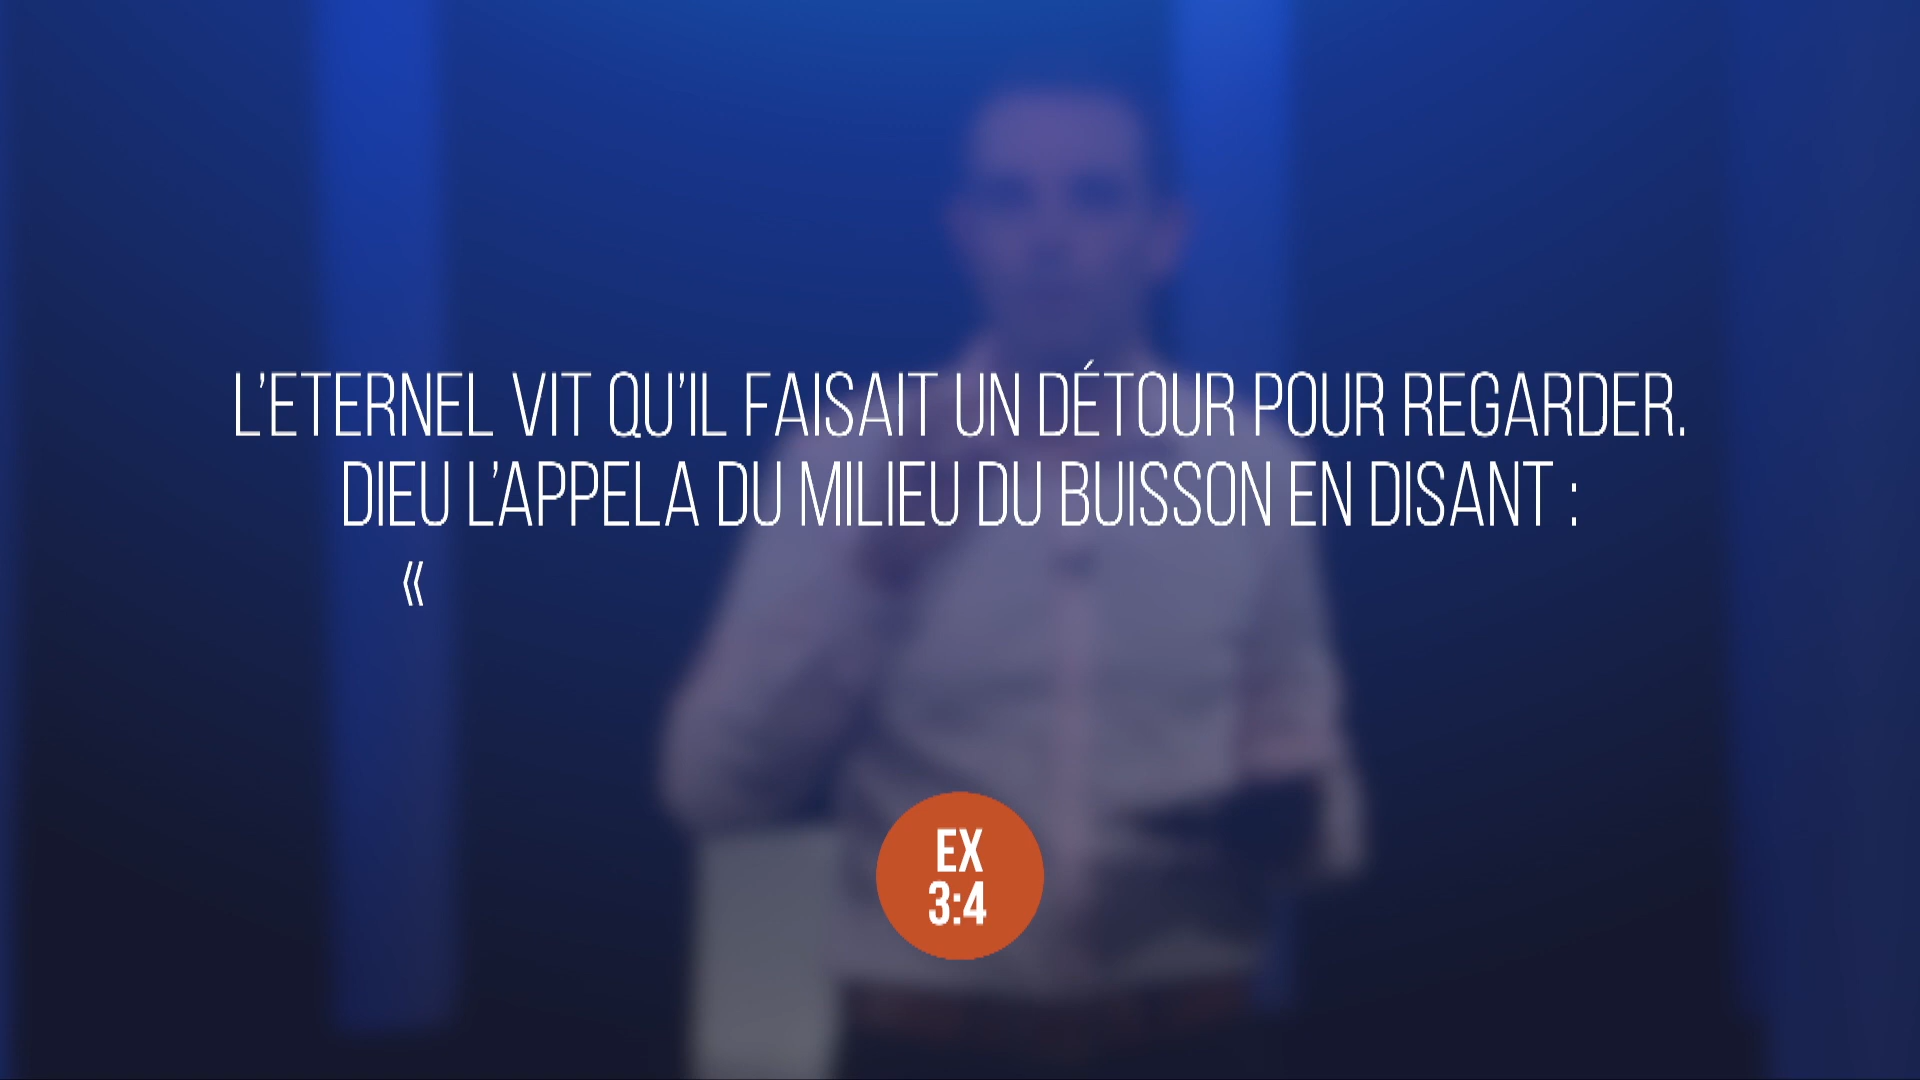 L’ETERNEL VIT QU’IL FAISAIT UN DÉTOUR POUR REGARDER.
DIEU L’APPELA DU MILIEU DU BUISSON EN DISANT :
«
EX
3:4